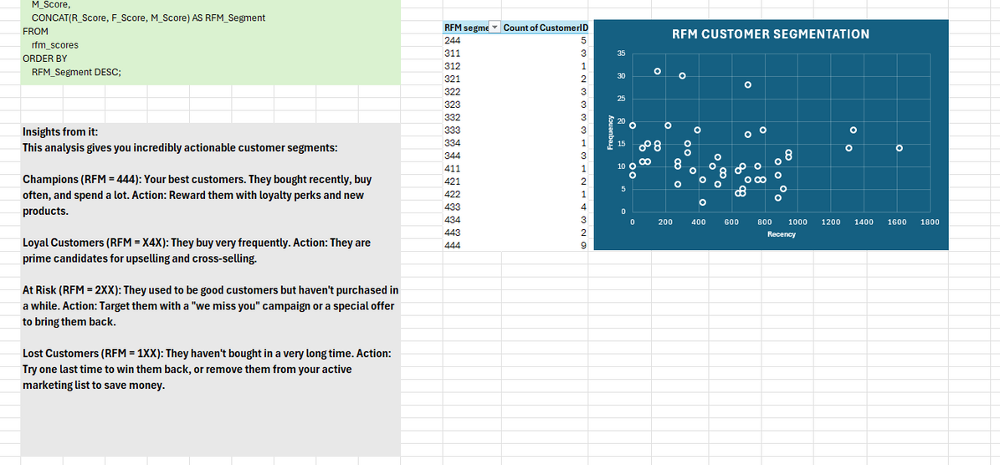 M_Score,
CONCAT(R_Score, F_Score, M_Score) AS RFM_Segment
FROM
rfm_scores
ORDER BY
RFM_Segment DESC;
Insights from it:
This analysis gives you incredibly actionable customer segments:
Champions (RFM = 444): Your best customers. They bought recently, buy
often, and spend a lot. Action: Reward them with loyalty perks and new
products.
Loyal Customers (RFM = X4X): They buy very frequently. Action: They are
prime candidates for upselling and cross-selling.
At Risk (RFM = 2XX): They used to be good customers but haven't purchased in
a while. Action: Target them with a "we miss you" campaign or a special offer
to bring them back.
Lost Customers (RFM = 1XX): They haven't bought in a very long time. Action:
Try one last time to win them back, or remove them from your active
marketing list to save money.
RFM segme Count of CustomerID
244 5
311 3
312 1
321 2
322 3
323 3
332 3
333 3
334 1
344 3
411 1
421 2
422 1
433 4
434 3
443 2
444 9
RFM CUSTOMER SEGMENTATION
Frequency
35
30
25
20
15
10
5
0
0 200 400 600 800 1000 1200 1400 1600 1800
Recency